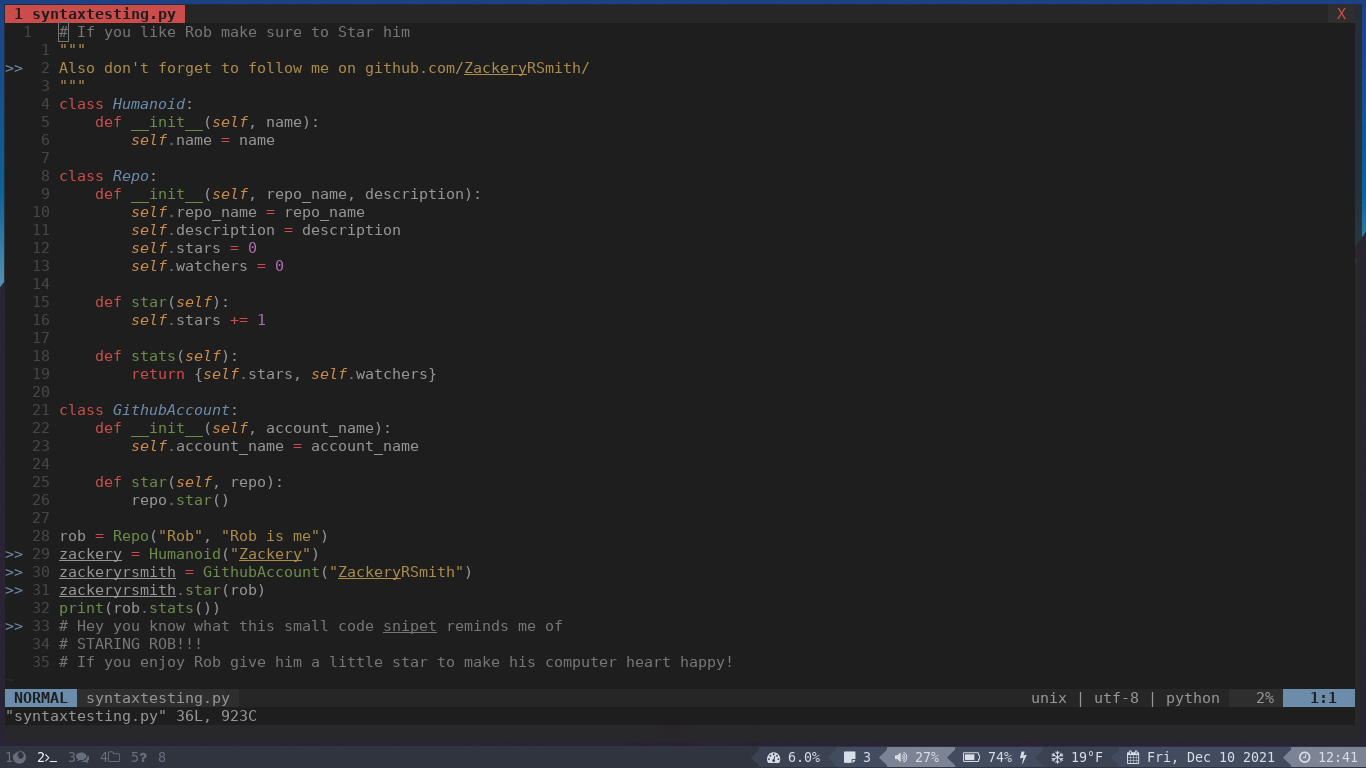 1 syntaxtesting.py X
1 # If you like Rob make sure to Star him
1 """
>> 2 Also don't forget to follow me on github.com/ZackeryRSmith/
3 """
4 class Humanoid:
5     def __init__(self, name):
6         self.name = name
7
8 class Repo:
9     def __init__(self, repo_name, description):
10         self.repo_name = repo_name
11         self.description = description
12         self.stars = 0
13         self.watchers = 0
14
15     def star(self):
16         self.stars += 1
17
18     def stats(self):
19         return {self.stars, self.watchers}
20
21 class GithubAccount:
22     def __init__(self, account_name):
23         self.account_name = account_name
24
25     def star(self, repo):
26         repo.star()
27
28 rob = Repo("Rob", "Rob is me")
>> 29 zackery = Humanoid("Zackery")
>> 30 zackeryrsmith = GithubAccount("ZackeryRSmith")
>> 31 zackeryrsmith.star(rob)
32 print(rob.stats())
>> 33 # Hey you know what this small code snipet reminds me of
34 # STARING ROB!!!
35 # If you enjoy Rob give him a little star to make his computer heart happy!
~
NORMAL syntaxtesting.py unix | utf-8 | python 2% 1:1
"syntaxtesting.py" 36L, 923C
1 2 3 4 5? 8 6.0% 3 27% 74% 19°F Fri, Dec 10 2021 12:41